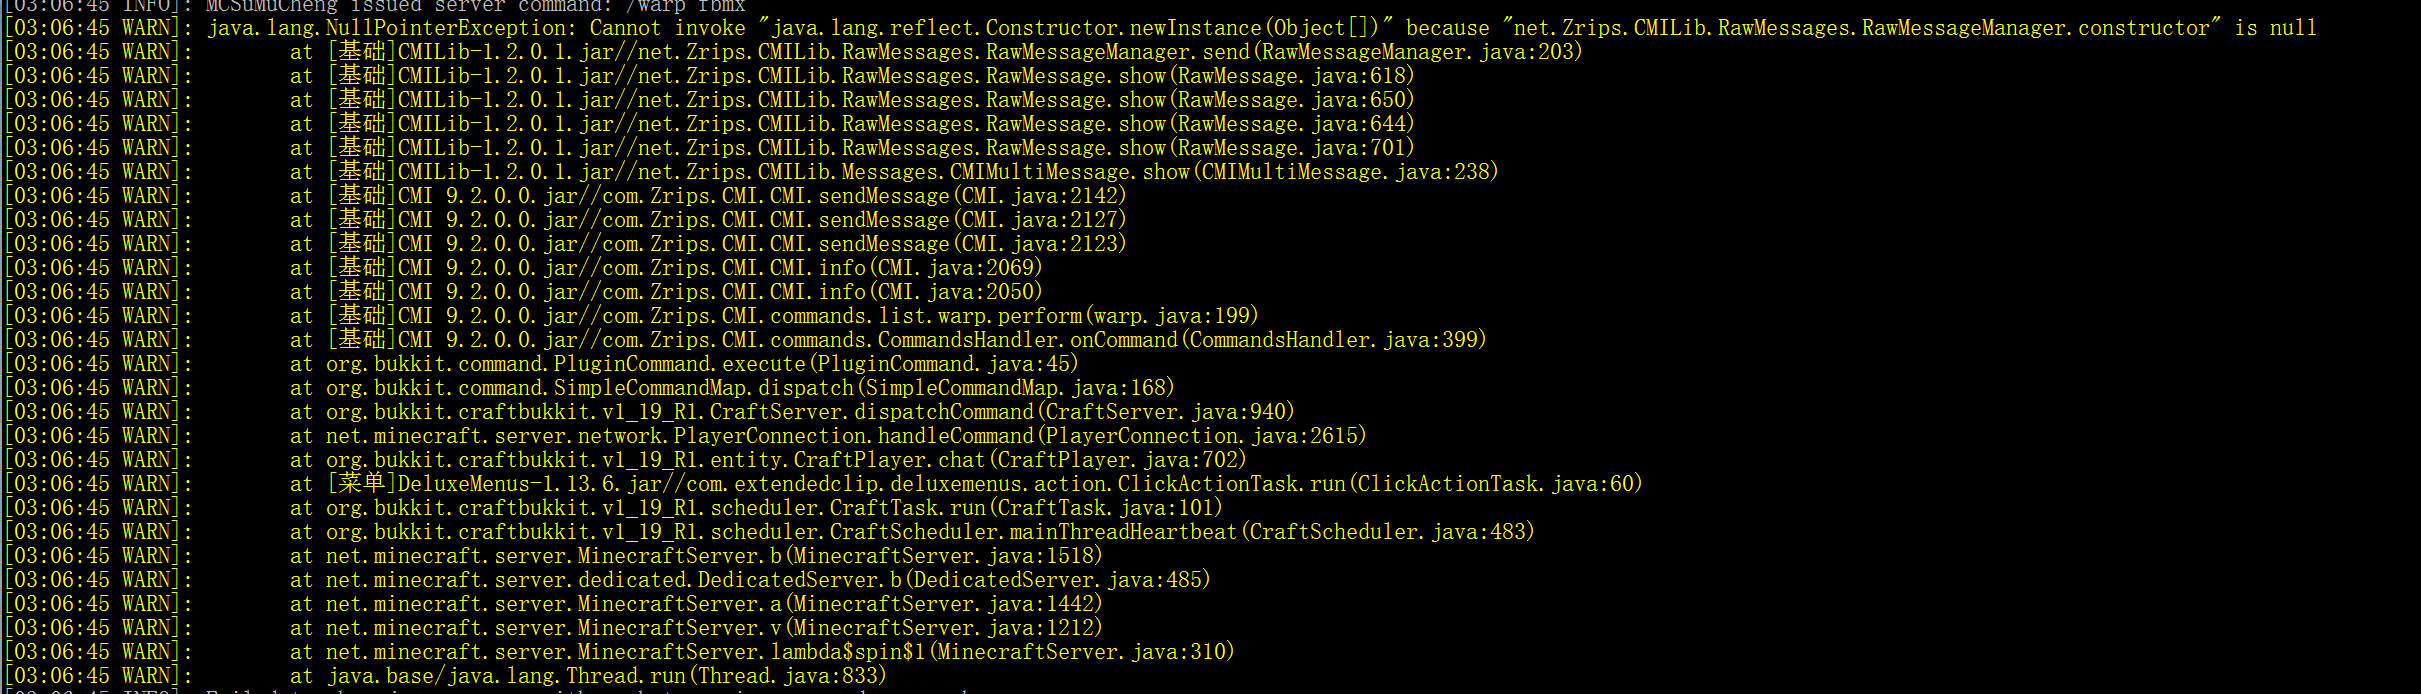 [03:06:45 INFO]: MCSuMuCheng issued server command: /warp fbmx
[03:06:45 WARN]: java.lang.NullPointerException: Cannot invoke "java.lang.reflect.Constructor.newInstance(Object[])" because "net.Zrips.CMILib.RawMessages.RawMessageManager.constructor" is null
[03:06:45 WARN]: at [基础]CMILib-1.2.0.1.jar//net.Zrips.CMILib.RawMessages.RawMessageManager.send(RawMessageManager.java:203)
[03:06:45 WARN]: at [基础]CMILib-1.2.0.1.jar//net.Zrips.CMILib.RawMessages.RawMessage.show(RawMessage.java:618)
[03:06:45 WARN]: at [基础]CMILib-1.2.0.1.jar//net.Zrips.CMILib.RawMessages.RawMessage.show(RawMessage.java:650)
[03:06:45 WARN]: at [基础]CMILib-1.2.0.1.jar//net.Zrips.CMILib.RawMessages.RawMessage.show(RawMessage.java:644)
[03:06:45 WARN]: at [基础]CMILib-1.2.0.1.jar//net.Zrips.CMILib.RawMessages.RawMessage.show(RawMessage.java:701)
[03:06:45 WARN]: at [基础]CMILib-1.2.0.1.jar//net.Zrips.CMILib.Messages.CMIMultiMessage.show(CMIMultiMessage.java:238)
[03:06:45 WARN]: at [基础]CMI 9.2.0.0.jar//com.Zrips.CMI.CMI.sendMessage(CMI.java:2142)
[03:06:45 WARN]: at [基础]CMI 9.2.0.0.jar//com.Zrips.CMI.CMI.sendMessage(CMI.java:2127)
[03:06:45 WARN]: at [基础]CMI 9.2.0.0.jar//com.Zrips.CMI.CMI.sendMessage(CMI.java:2123)
[03:06:45 WARN]: at [基础]CMI 9.2.0.0.jar//com.Zrips.CMI.CMI.info(CMI.java:2069)
[03:06:45 WARN]: at [基础]CMI 9.2.0.0.jar//com.Zrips.CMI.CMI.info(CMI.java:2050)
[03:06:45 WARN]: at [基础]CMI 9.2.0.0.jar//com.Zrips.CMI.commands.list.warp.perform(warp.java:199)
[03:06:45 WARN]: at [基础]CMI 9.2.0.0.jar//com.Zrips.CMI.commands.CommandsHandler.onCommand(CommandsHandler.java:399)
[03:06:45 WARN]: at org.bukkit.command.PluginCommand.execute(PluginCommand.java:45)
[03:06:45 WARN]: at org.bukkit.command.SimpleCommandMap.dispatch(SimpleCommandMap.java:168)
[03:06:45 WARN]: at org.bukkit.craftbukkit.v1_19_R1.CraftServer.dispatchCommand(CraftServer.java:940)
[03:06:45 WARN]: at net.minecraft.server.network.PlayerConnection.handleCommand(PlayerConnection.java:2615)
[03:06:45 WARN]: at org.bukkit.craftbukkit.v1_19_R1.entity.CraftPlayer.chat(CraftPlayer.java:702)
[03:06:45 WARN]: at [菜单]DeluxeMenus-1.13.6.jar//com.extendedclip.deluxemenus.action.ClickActionTask.run(ClickActionTask.java:60)
[03:06:45 WARN]: at org.bukkit.craftbukkit.v1_19_R1.scheduler.CraftTask.run(CraftTask.java:101)
[03:06:45 WARN]: at org.bukkit.craftbukkit.v1_19_R1.scheduler.CraftScheduler.mainThreadHeartbeat(CraftScheduler.java:483)
[03:06:45 WARN]: at net.minecraft.server.MinecraftServer.b(MinecraftServer.java:1518)
[03:06:45 WARN]: at net.minecraft.server.dedicated.DedicatedServer.b(DedicatedServer.java:485)
[03:06:45 WARN]: at net.minecraft.server.MinecraftServer.a(MinecraftServer.java:1442)
[03:06:45 WARN]: at net.minecraft.server.MinecraftServer.v(MinecraftServer.java:1212)
[03:06:45 WARN]: at net.minecraft.server.MinecraftServer.lambda$spin$1(MinecraftServer.java:310)
[03:06:45 WARN]: at java.base/java.lang.Thread.run(Thread.java:833)